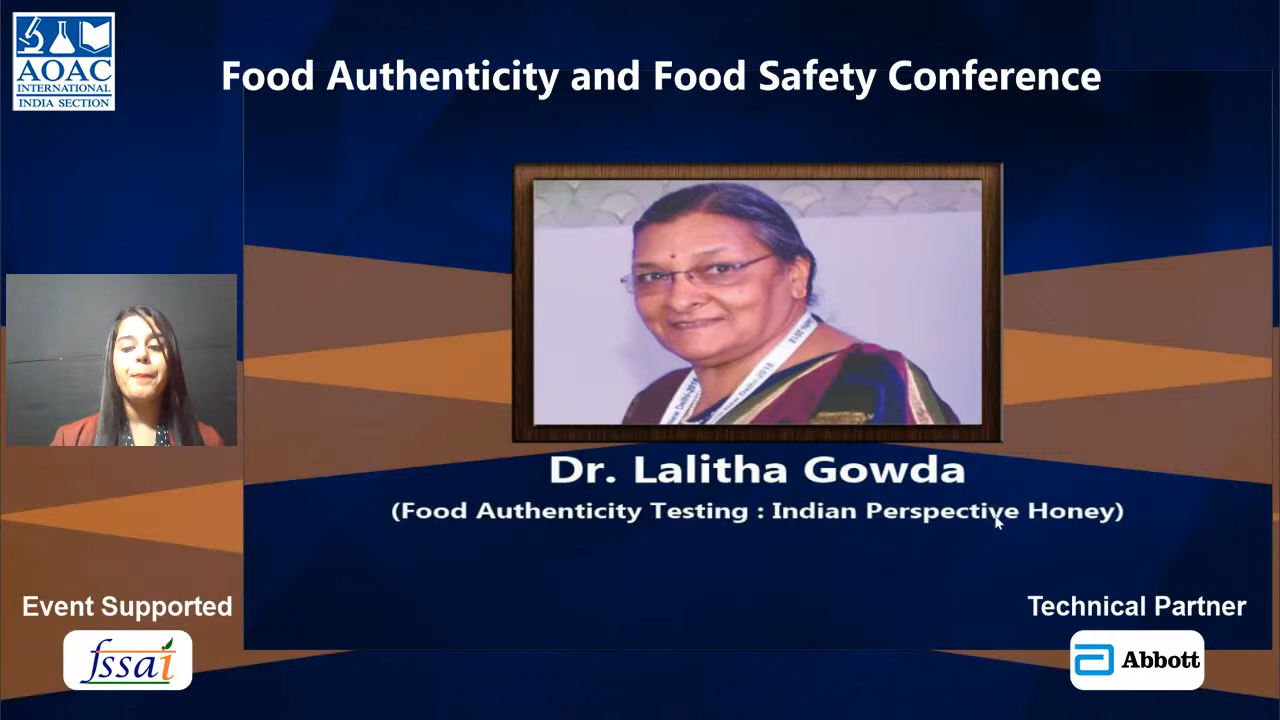 AOAC
INTERNATIONAL
INDIA SECTION
Food Authenticity and Food Safety Conference
Dr. Lalitha Gowda
(Food Authenticity Testing : Indian Perspective Honey)
Event Supported
fssai
Technical Partner
Abbott